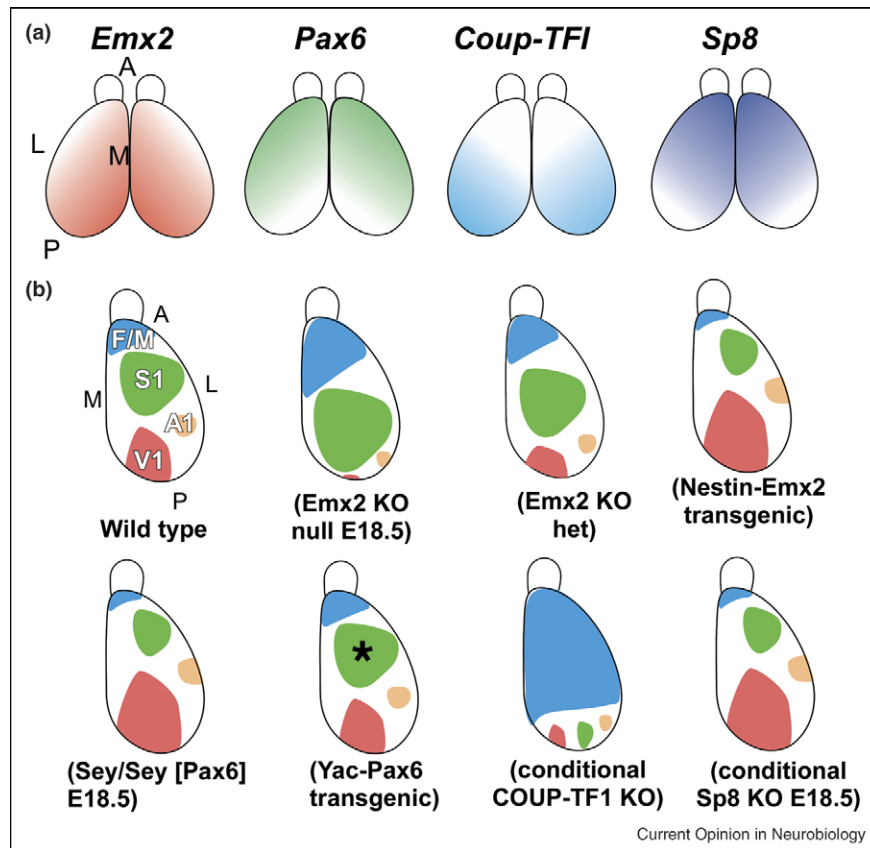 (a)
Emx2 Pax6 Coup-TFI Sp8
A
L
M
P
(b)
A
F/M
S1
L
M
A1
V1
P
Wild type
(Emx2 KO
null E18.5)
(Emx2 KO
het)
(Nestin-Emx2
transgenic)
*
(Sey/Sey [Pax6]
E18.5)
(Yac-Pax6
transgenic)
(conditional
COUP-TF1 KO)
(conditional
Sp8 KO E18.5)
Current Opinion in Neurobiology